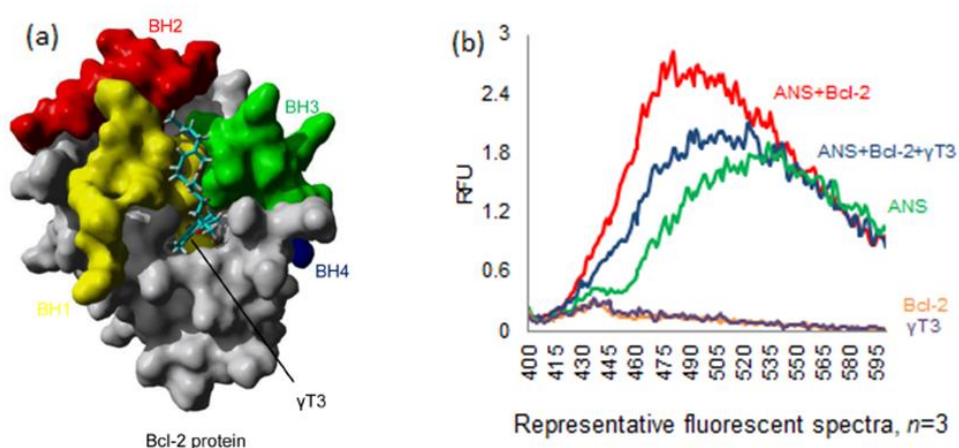 (a)
BH2
BH3
BH4
BH1
γT3
Bcl-2 protein
(b)
3
2.4
1.8
1.2
0.6
0
RFU
ANS+Bcl-2
ANS+Bcl-2+γT3
ANS
Bcl-2
γT3
400
415
430
445
460
475
490
505
520
535
550
565
580
595
Representative fluorescent spectra, n=3